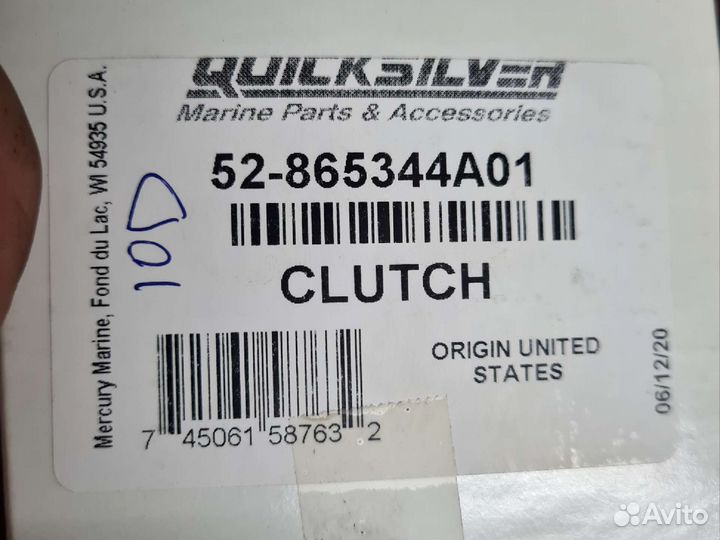 QUICKSILVER
Marine Parts & Accessories
52-865344A01
CLUTCH
ORIGIN UNITED
STATES
7 45061 58763 2
Mercury Marine, Fond du Lac, WI 54935 U.S.A.
10D
06/12/20
Avito